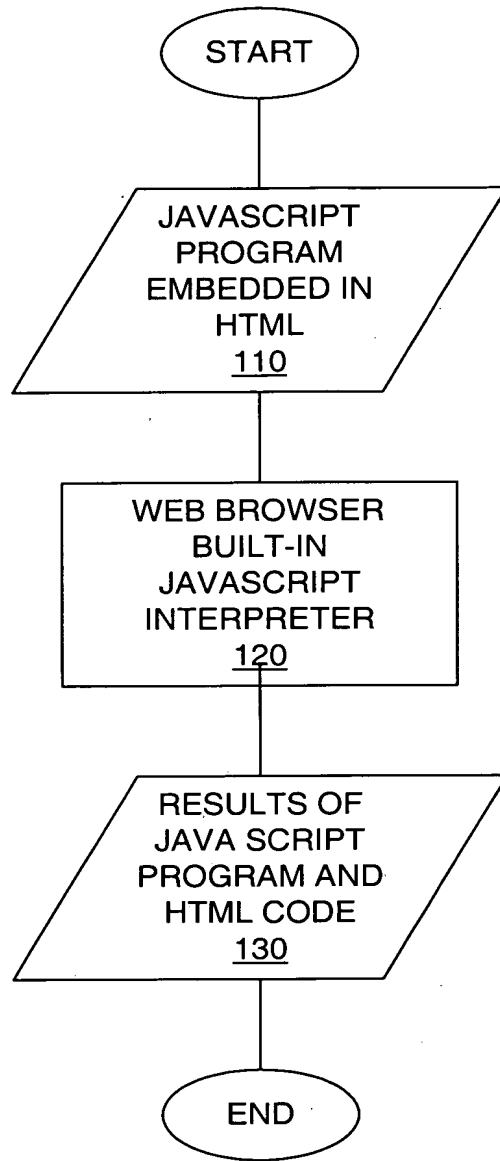 START
JAVASCRIPT
PROGRAM
EMBEDDED IN
HTML
110
WEB BROWSER
BUILT-IN
JAVASCRIPT
INTERPRETER
120
RESULTS OF
JAVA SCRIPT
PROGRAM AND
HTML CODE
130
END